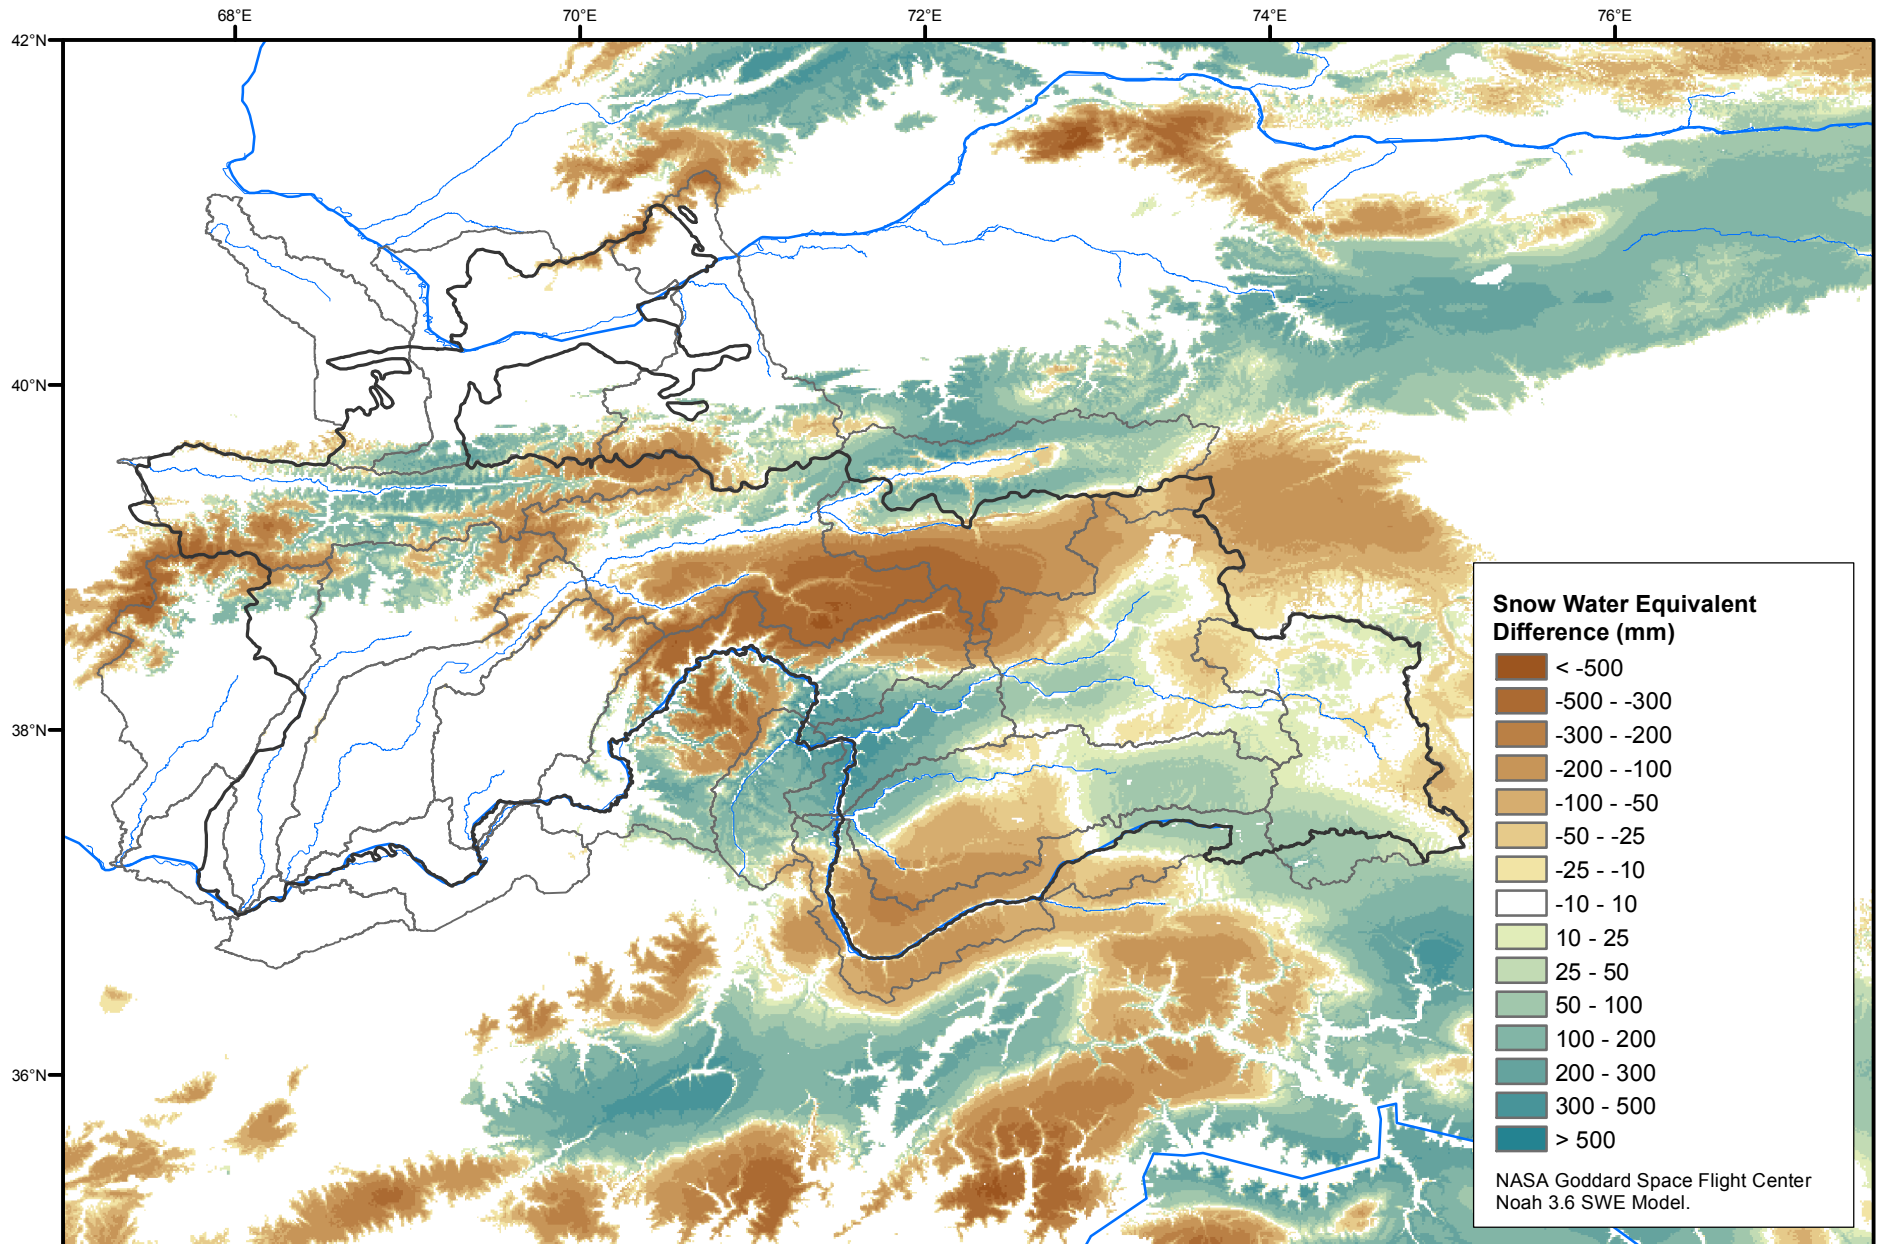 68°E
70°E
72°E
74°E
76°E
42°N
40°N
38°N
36°N
Snow Water Equivalent
Difference (mm)
< -500
-500 - -300
-300 - -200
-200 - -100
-100 - -50
-50 - -25
-25 - -10
-10 - 10
10 - 25
25 - 50
50 - 100
100 - 200
200 - 300
300 - 500
> 500
NASA Goddard Space Flight Center
Noah 3.6 SWE Model.